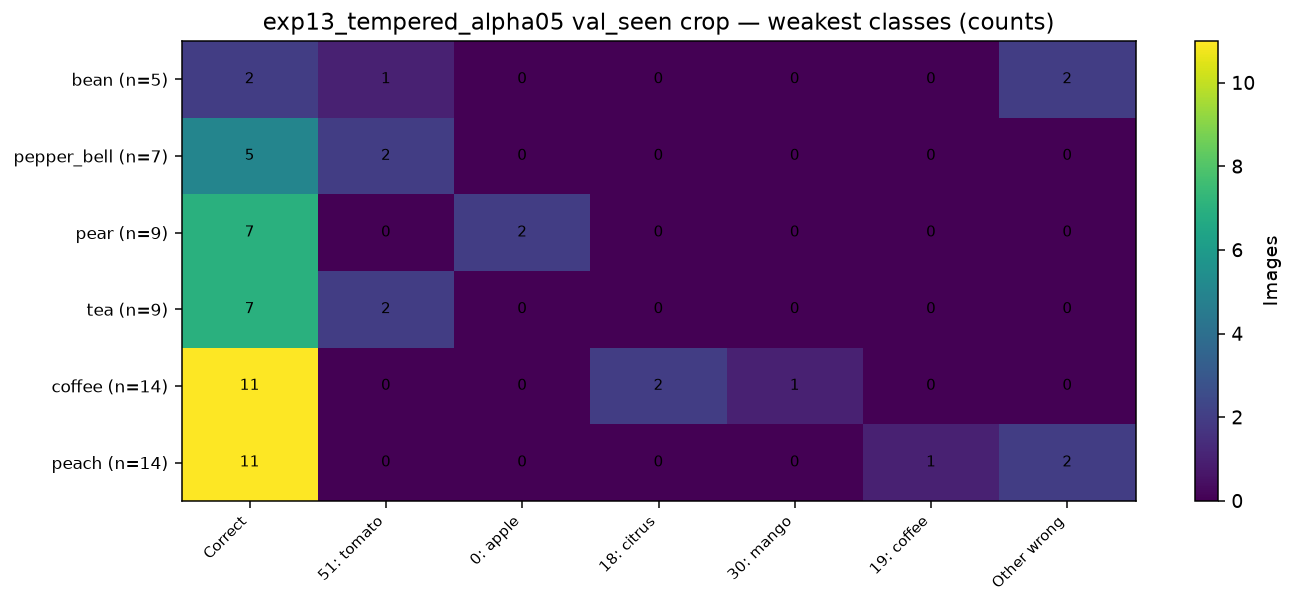 exp13_tempered_alpha05 val_seen crop — weakest classes (counts)
bean (n=5) 2 1 0 0 0 0 2
pepper_bell (n=7) 5 2 0 0 0 0 0
pear (n=9) 7 0 2 0 0 0 0
tea (n=9) 7 2 0 0 0 0 0
coffee (n=14) 11 0 0 2 1 0 0
peach (n=14) 11 0 0 0 0 1 2
Correct
51: tomato
0: apple
18: citrus
30: mango
19: coffee
Other wrong
10
8
6
4
2
0
Images